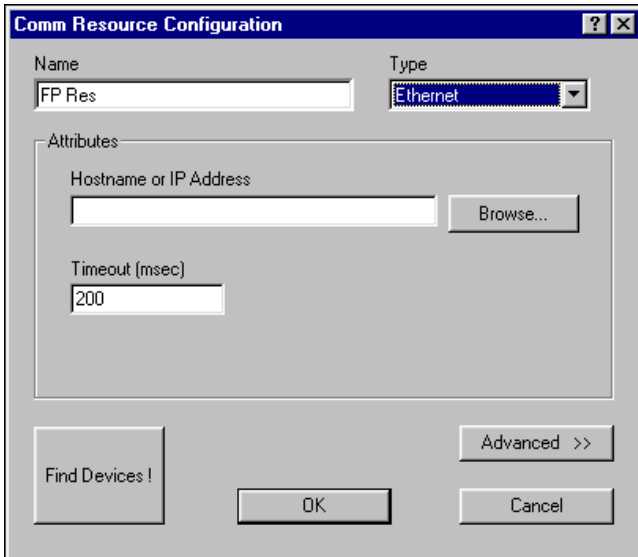 Comm Resource Configuration
Name
Type
FP Res
Ethernet
Attributes
Hostname or IP Address
Browse...
Timeout (msec)
200
Advanced >>
Find Devices !
OK
Cancel